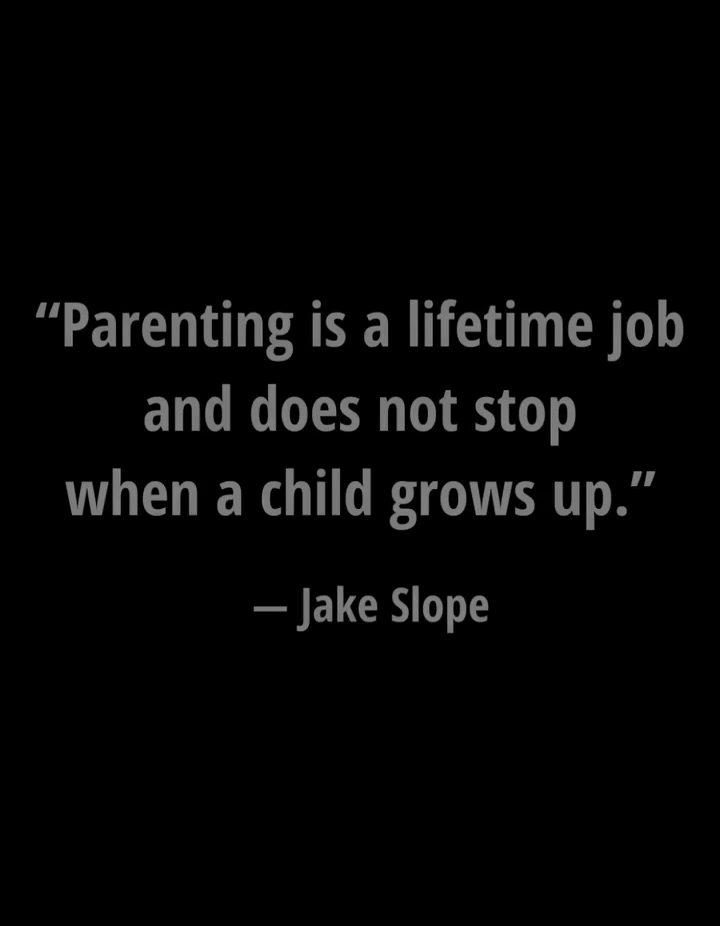 “Parenting is a lifetime job
and does not stop
when a child grows up.”
— Jake Slope